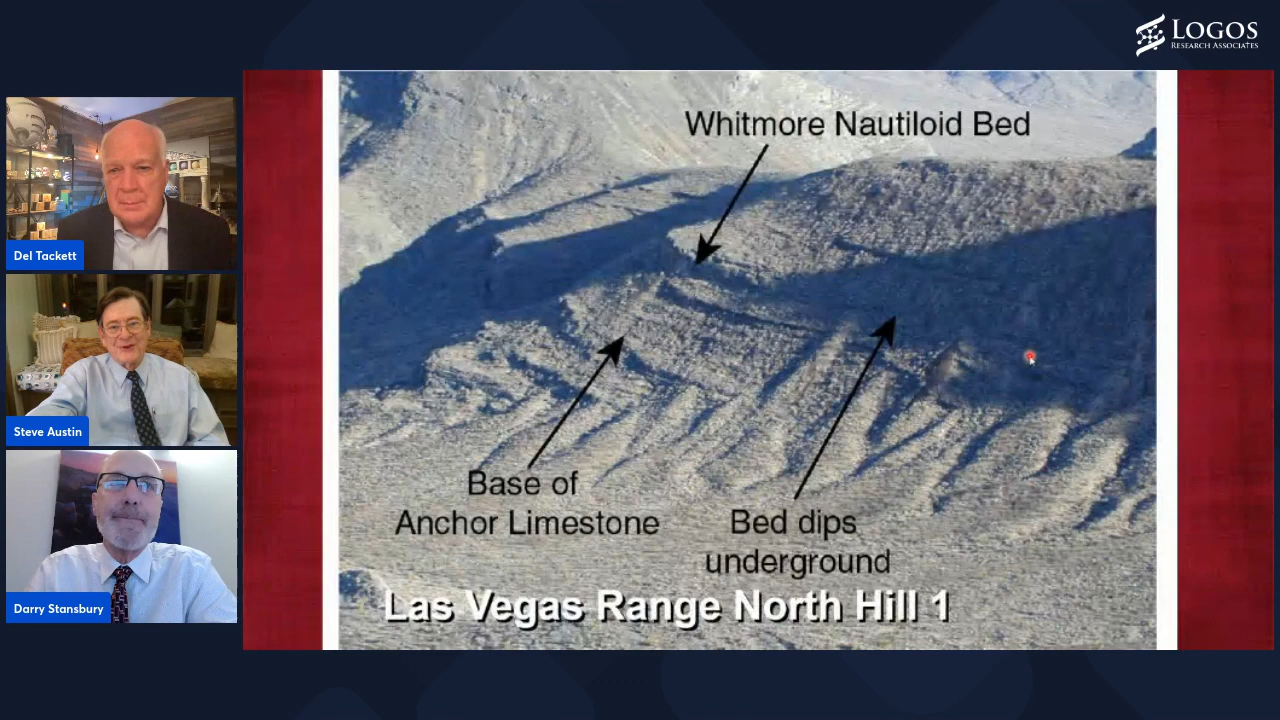 LOGOS
RESEARCH ASSOCIATES
Whitmore Nautiloid Bed
Del Tackett
Steve Austin
Base of
Anchor Limestone
Bed dips
underground
Las Vegas Range North Hill 1
Darry Stansbury